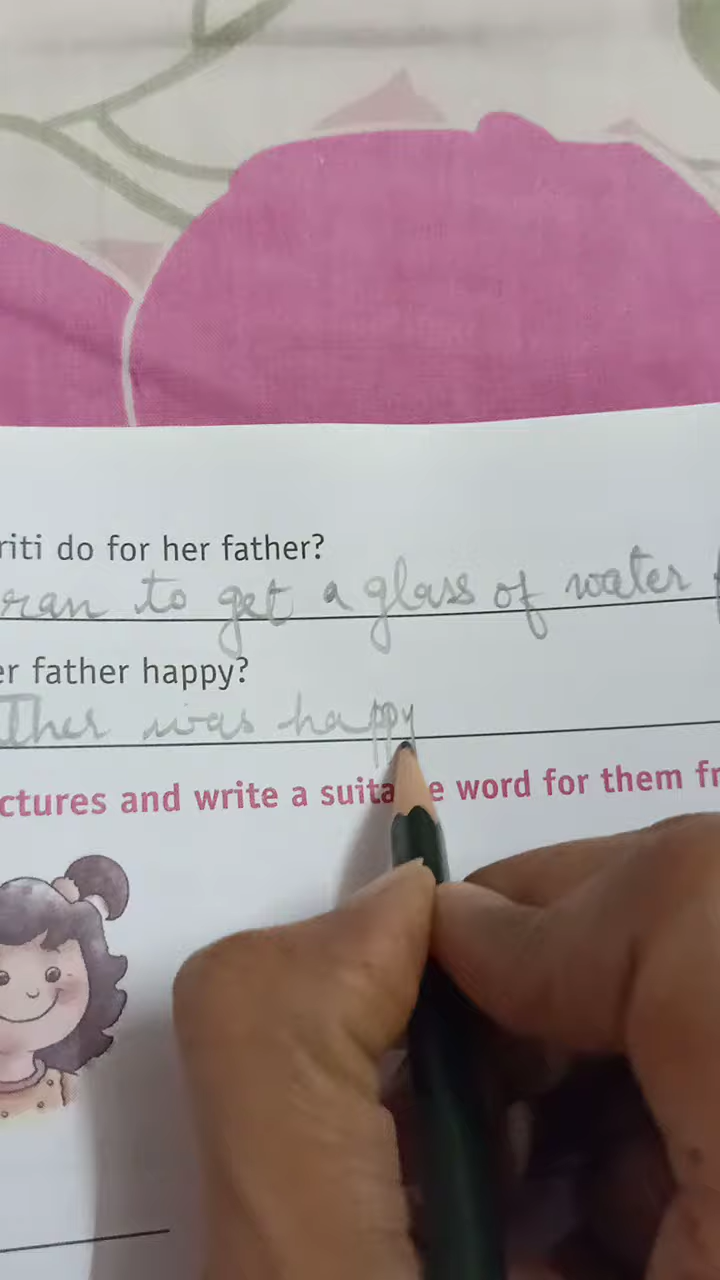 riti do for her father?
ran to get a glass of water
er father happy?
ther was happy
ctures and write a suita e word for them fr